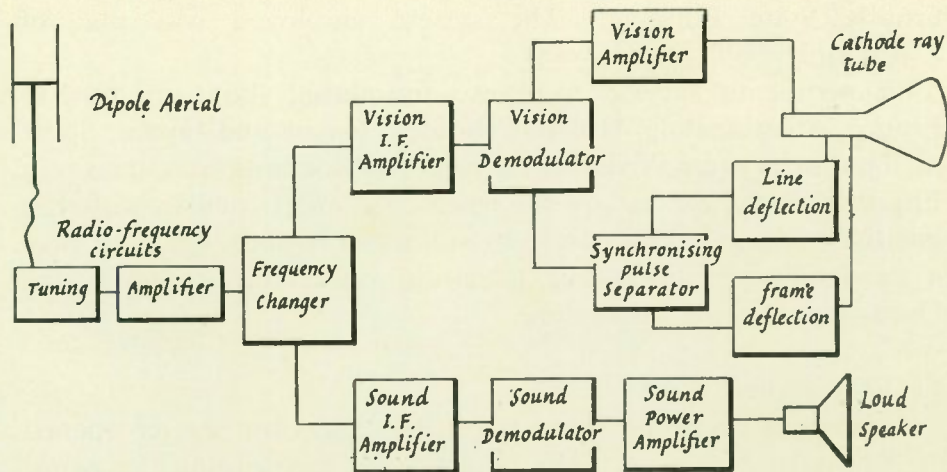 Vision
Amplifier
Cathode ray
tube
Dipole Aerial
Vision
I.F.
Amplifier
Vision
Demodulator
Line
deflection
Radio-frequency
circuits
Tuning
Amplifier
Frequency
Changer
Synchronising
pulse
Separator
frame
deflection
Sound
I.F.
Amplifier
Sound
Demodulator
Sound
Power
Amplifier
Loud
Speaker